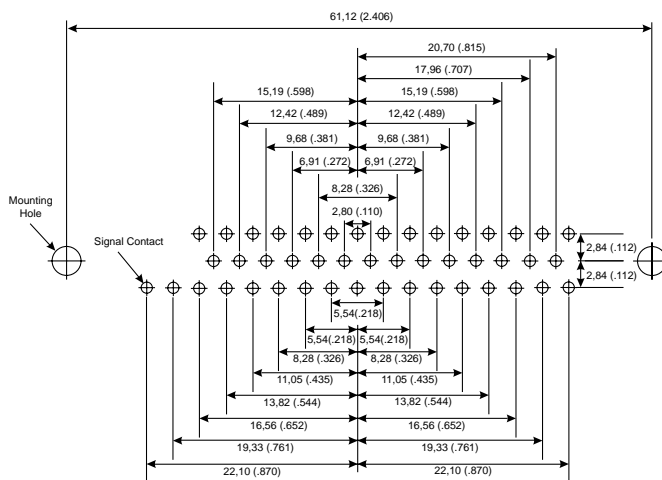 61,12 (2.406)
20,70 (.815)
17,96 (.707)
15,19 (.598) 15,19 (.598)
12,42 (.489) 12,42 (.489)
9,68 (.381) 9,68 (.381)
6,91 (.272) 6,91 (.272)
8,28 (.326)
2,80 (.110)
Mounting
Hole
Signal Contact
2,84 (.112)
2,84 (.112)
5,54(.218)
5,54(.218) 5,54(.218)
8,28 (.326) 8,28 (.326)
11,05 (.435) 11,05 (.435)
13,82 (.544) 13,82 (.544)
16,56 (.652) 16,56 (.652)
19,33 (.761) 19,33 (.761)
22,10 (.870) 22,10 (.870)